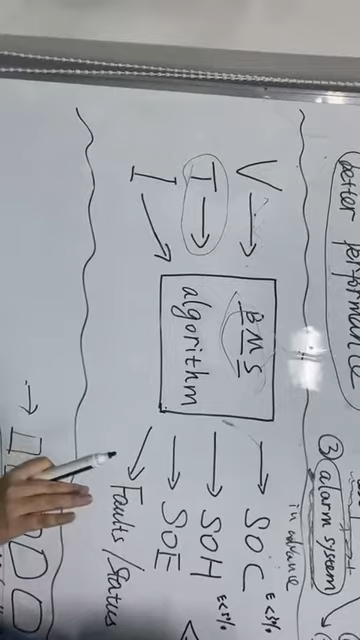 better performance
③ alarm system
in advance
V → BMS → SOC
T → algorithm → SOH
I → SOE
→ Faults/Status